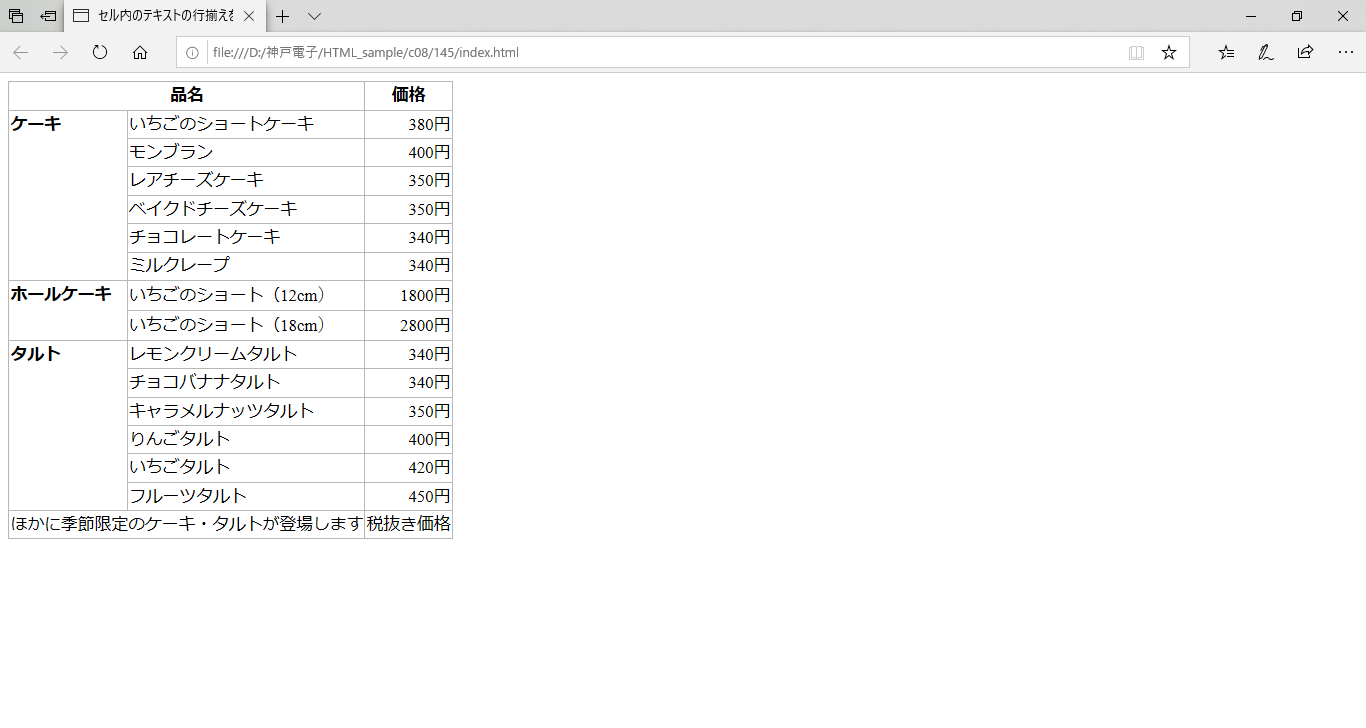 セル内のテキストの行揃えを
file:///D:/神戸電子/HTML_sample/c08/145/index.html
品名 価格
ケーキ いちごのショートケーキ 380円
モンブラン 400円
レアチーズケーキ 350円
ベイクドチーズケーキ 350円
チョコレートケーキ 340円
ミルクレープ 340円
ホールケーキ いちごのショート（12cm） 1800円
いちごのショート（18cm） 2800円
タルト レモンクリームタルト 340円
チョコバナナタルト 340円
キャラメルナッツタルト 350円
りんごタルト 400円
いちごタルト 420円
フルーツタルト 450円
ほかに季節限定のケーキ・タルトが登場します 税抜き価格